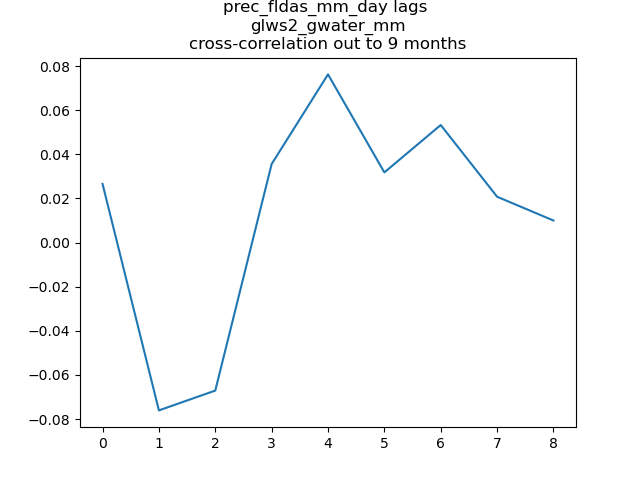 prec_fldas_mm_day lags
glws2_gwater_mm
cross-correlation out to 9 months
0.08
0.06
0.04
0.02
0.00
−0.02
−0.04
−0.06
−0.08
0 1 2 3 4 5 6 7 8